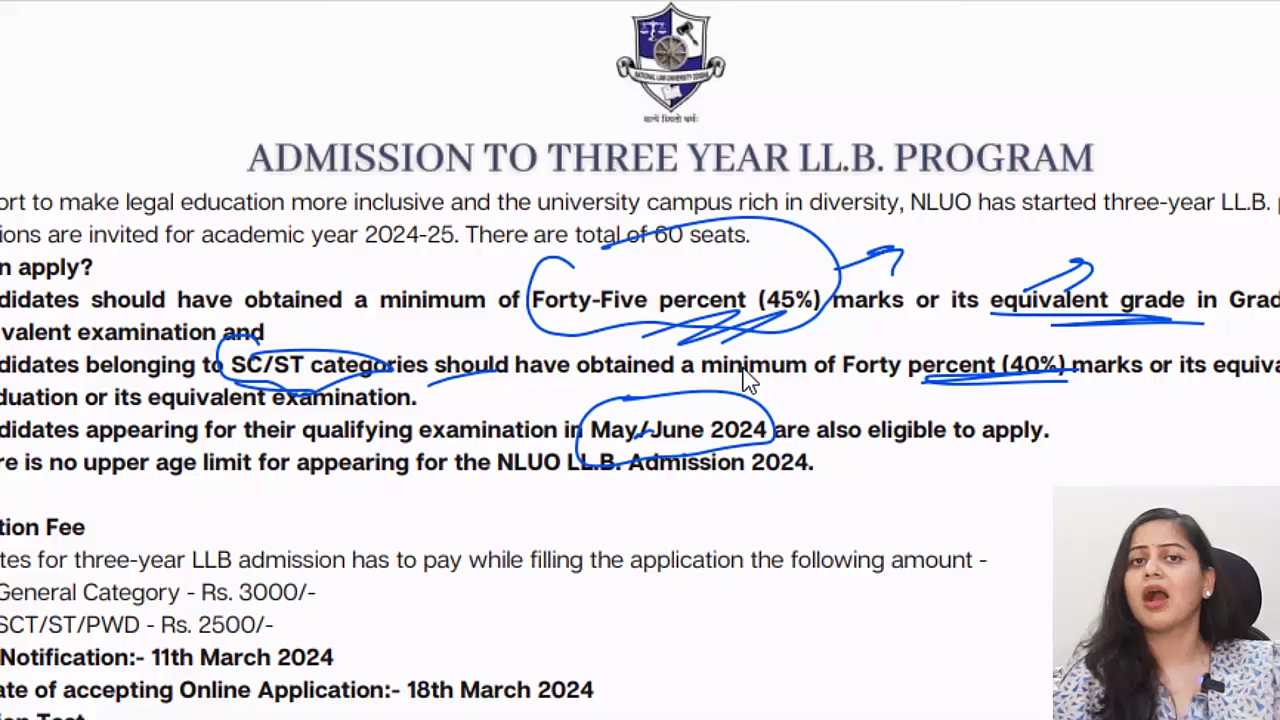 NATIONAL LAW UNIVERSITY ODISHA
सत्ये स्थितो धर्मः
ADMISSION TO THREE YEAR LL.B. PROGRAM
ort to make legal education more inclusive and the university campus rich in diversity, NLUO has started three-year LL.B.
ions are invited for academic year 2024-25. There are total of 60 seats.
n apply?
didates should have obtained a minimum of Forty-Five percent (45%) marks or its equivalent grade in Grad
valent examination and
didates belonging to SC/ST categories should have obtained a minimum of Forty percent (40%) marks or its equiva
duation or its equivalent examination.
didates appearing for their qualifying examination in May/June 2024 are also eligible to apply.
re is no upper age limit for appearing for the NLUO LL.B. Admission 2024.
tion Fee
tes for three-year LLB admission has to pay while filling the application the following amount -
General Category - Rs. 3000/-
SCT/ST/PWD - Rs. 2500/-
Notification:- 11th March 2024
ate of accepting Online Application:- 18th March 2024
ion Test